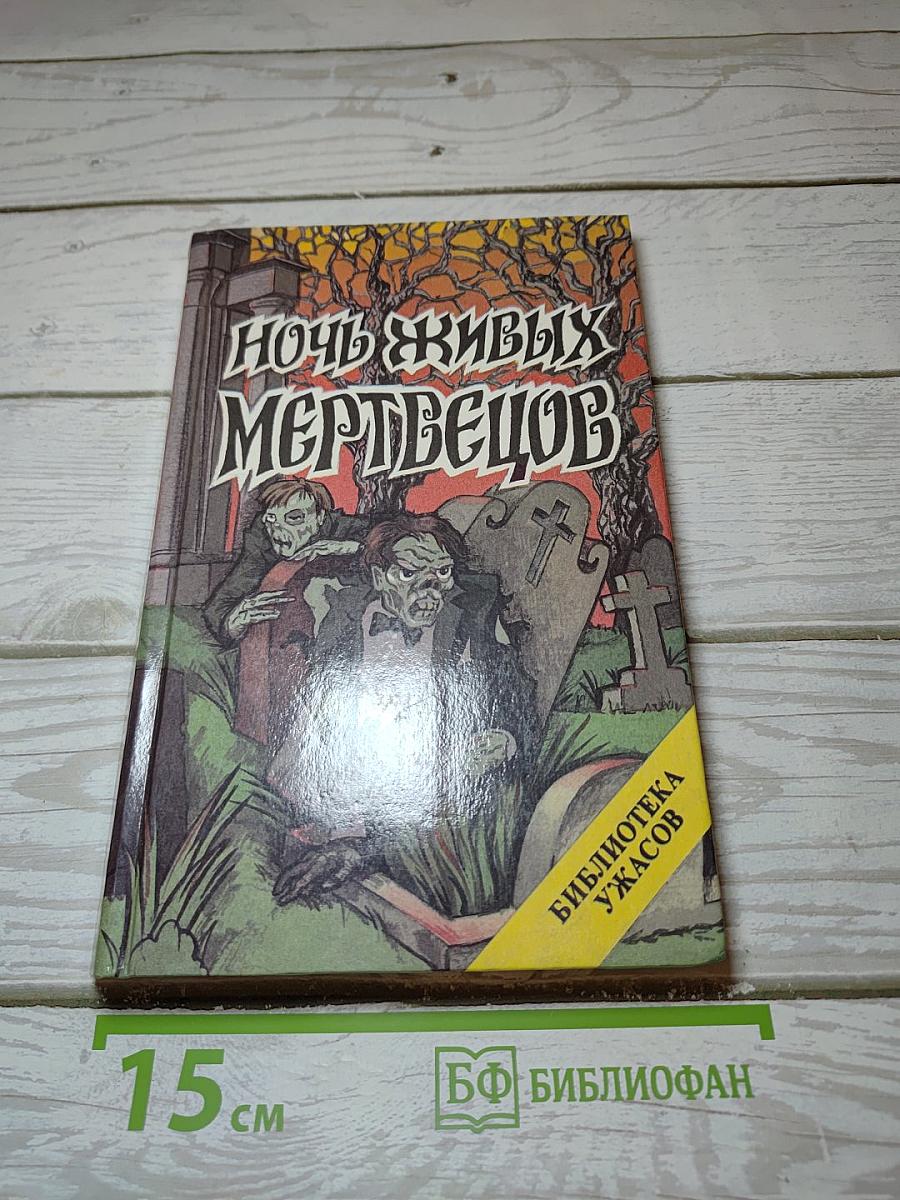 НОЧЬ ЖИВЫХ
МЕРТВЕЦОВ
БИБЛИОТЕКА
УЖАСОВ
15 см
БФ БИБЛИОФАН